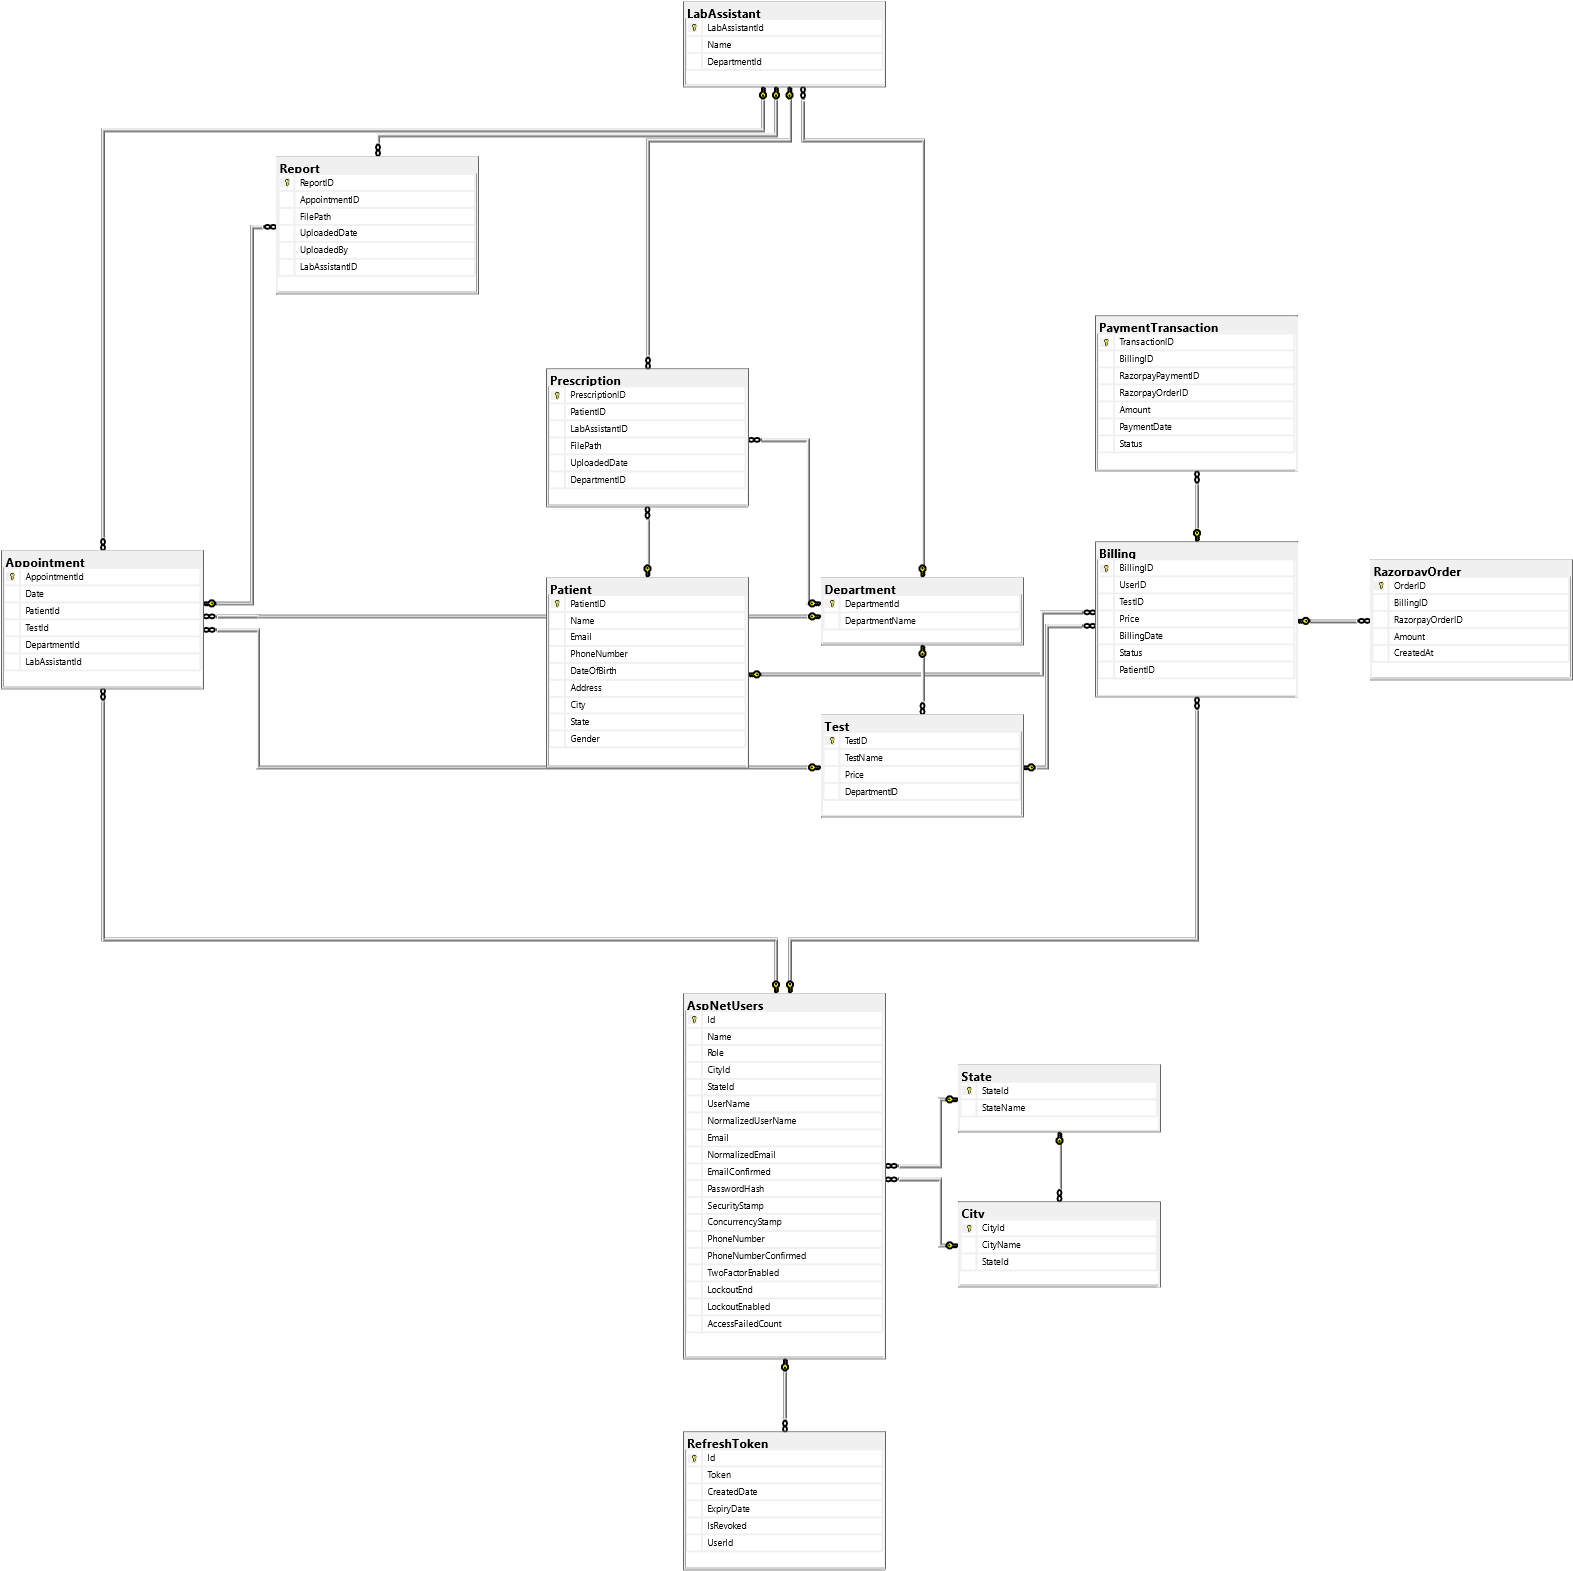 LabAssistant
LabAssistantId
Name
DepartmentId
Report
ReportID
AppointmentID
FilePath
UploadedDate
UploadedBy
LabAssistantID
PaymentTransaction
TransactionID
BillingID
RazorpayPaymentID
RazorpayOrderID
Amount
PaymentDate
Status
Prescription
PrescriptionID
PatientID
LabAssistantID
FilePath
UploadedDate
DepartmentID
Appointment
AppointmentId
Date
PatientId
TestId
DepartmentId
LabAssistantId
Patient
PatientID
Name
Email
PhoneNumber
DateOfBirth
Address
City
State
Gender
Department
DepartmentId
DepartmentName
Billing
BillingID
UserID
TestID
Price
BillingDate
Status
PatientID
RazorpayOrder
OrderID
BillingID
RazorpayOrderID
Amount
CreatedAt
Test
TestID
TestName
Price
DepartmentID
AspNetUsers
Id
Name
Role
CityId
StateId
UserName
NormalizedUserName
Email
NormalizedEmail
EmailConfirmed
PasswordHash
SecurityStamp
ConcurrencyStamp
PhoneNumber
PhoneNumberConfirmed
TwoFactorEnabled
LockoutEnd
LockoutEnabled
AccessFailedCount
State
StateId
StateName
City
CityId
CityName
StateId
RefreshToken
Id
Token
CreatedDate
ExpiryDate
IsRevoked
UserId